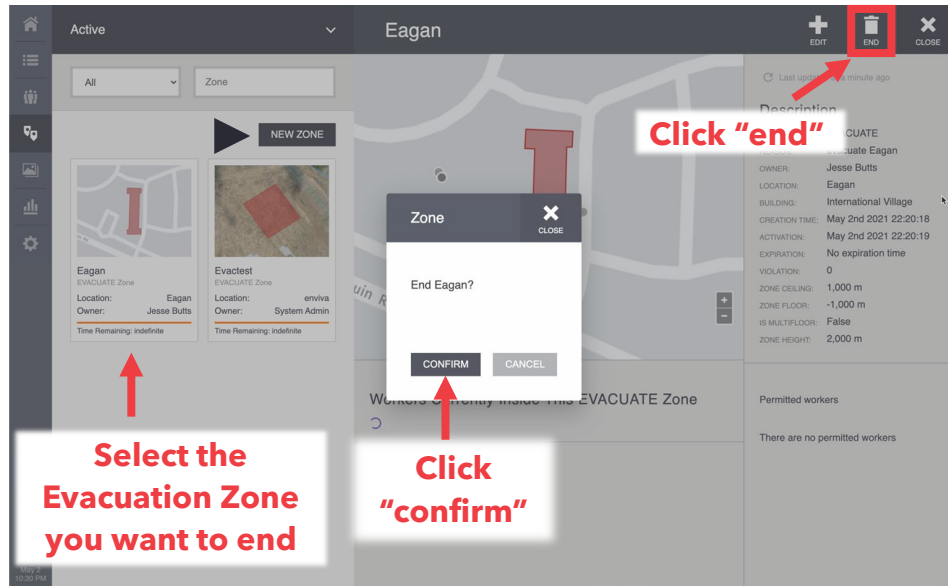 Active
Eagan
EDIT
END
CLOSE
All
Zone
NEW ZONE
Eagan
EVACUATE Zone
Location: Eagan
Owner: Jesse Butts
Time Remaining: indefinite
Evactest
EVACUATE Zone
Location: enviva
Owner: System Admin
Time Remaining: indefinite
Select the
Evacuation Zone
you want to end
May 2
10:30 PM
Zone
CLOSE
End Eagan?
CONFIRM
CANCEL
+
−
Workers Currently Inside This EVACUATE Zone
Click
"confirm"
Last a minute ago
Description
Click "end"
Eagan
OWNER: Jesse Butts
LOCATION: Eagan
BUILDING: International Village
CREATION TIME: May 2nd 2021 22:20:18
ACTIVATION: May 2nd 2021 22:20:19
EXPIRATION: No expiration time
VIOLATION: 0
ZONE CEILING: 1,000 m
ZONE FLOOR: -1,000 m
IS MULTIFLOOR: False
ZONE HEIGHT: 2,000 m
Permitted workers
There are no permitted workers